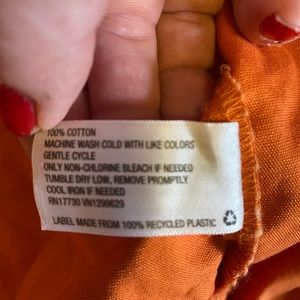 100% COTTON
MACHINE WASH COLD WITH LIKE COLORS
GENTLE CYCLE
ONLY NON-CHLORINE BLEACH IF NEEDED
TUMBLE DRY LOW, REMOVE PROMPTLY
COOL IRON IF NEEDED
RN17730 VN1299629
LABEL MADE FROM 100% RECYCLED PLASTIC